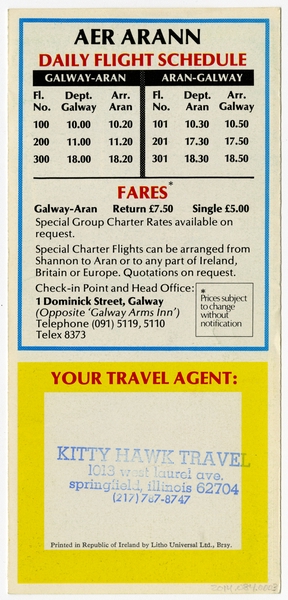 AER ARANN
DAILY FLIGHT SCHEDULE
GALWAY-ARAN ARAN-GALWAY
Fl. Dept. Arr. Fl. Dept. Arr.
No. Galway Aran No. Aran Galway
100 10.00 10.20 101 10.30 10.50
200 11.00 11.20 201 17.30 17.50
300 18.00 18.20 301 18.30 18.50
FARES*
Galway-Aran Return £7.50 Single £5.00
Special Group Charter Rates available on
request.
Special Charter Flights can be arranged from
Shannon to Aran or to any part of Ireland,
Britain or Europe. Quotations on request.
Check-in Point and Head Office:
1 Dominick Street, Galway
(Opposite 'Galway Arms Inn')
Telephone (091) 5119, 5110
Telex 8373
*
Prices subject
to change
without
notification
YOUR TRAVEL AGENT:
KITTY HAWK TRAVEL
1013 west laurel ave.
springfield, illinois 62704
(217) 787-8747
Printed in Republic of Ireland by Litho Universal Ltd., Bray.